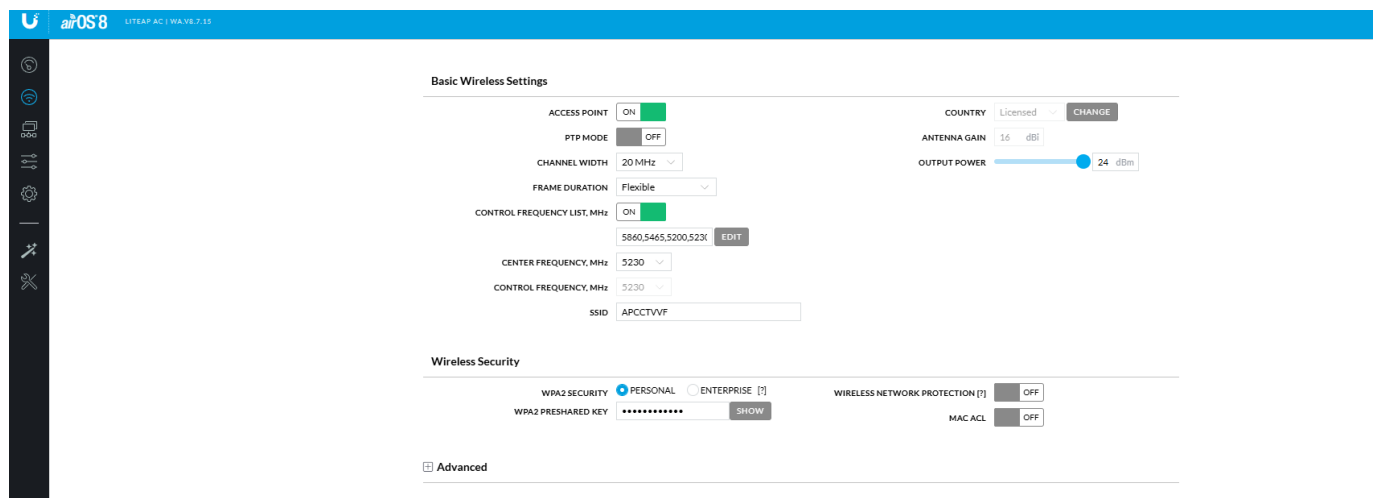 U airOS 8 LITEAP AC | WA.V8.7.15
Basic Wireless Settings
ACCESS POINT ON
COUNTRY Licensed CHANGE
PTP MODE OFF
ANTENNA GAIN 16 dBi
CHANNEL WIDTH 20 MHz
OUTPUT POWER 24 dBm
FRAME DURATION Flexible
CONTROL FREQUENCY LIST, MHz ON
5860,5465,5200,5230 EDIT
CENTER FREQUENCY, MHz 5230
CONTROL FREQUENCY, MHz 5230
SSID APCCTVVF
Wireless Security
WPA2 SECURITY PERSONAL ENTERPRISE [?]
WIRELESS NETWORK PROTECTION [?] OFF
WPA2 PRESHARED KEY •••••••••••• SHOW
MAC ACL OFF
Advanced